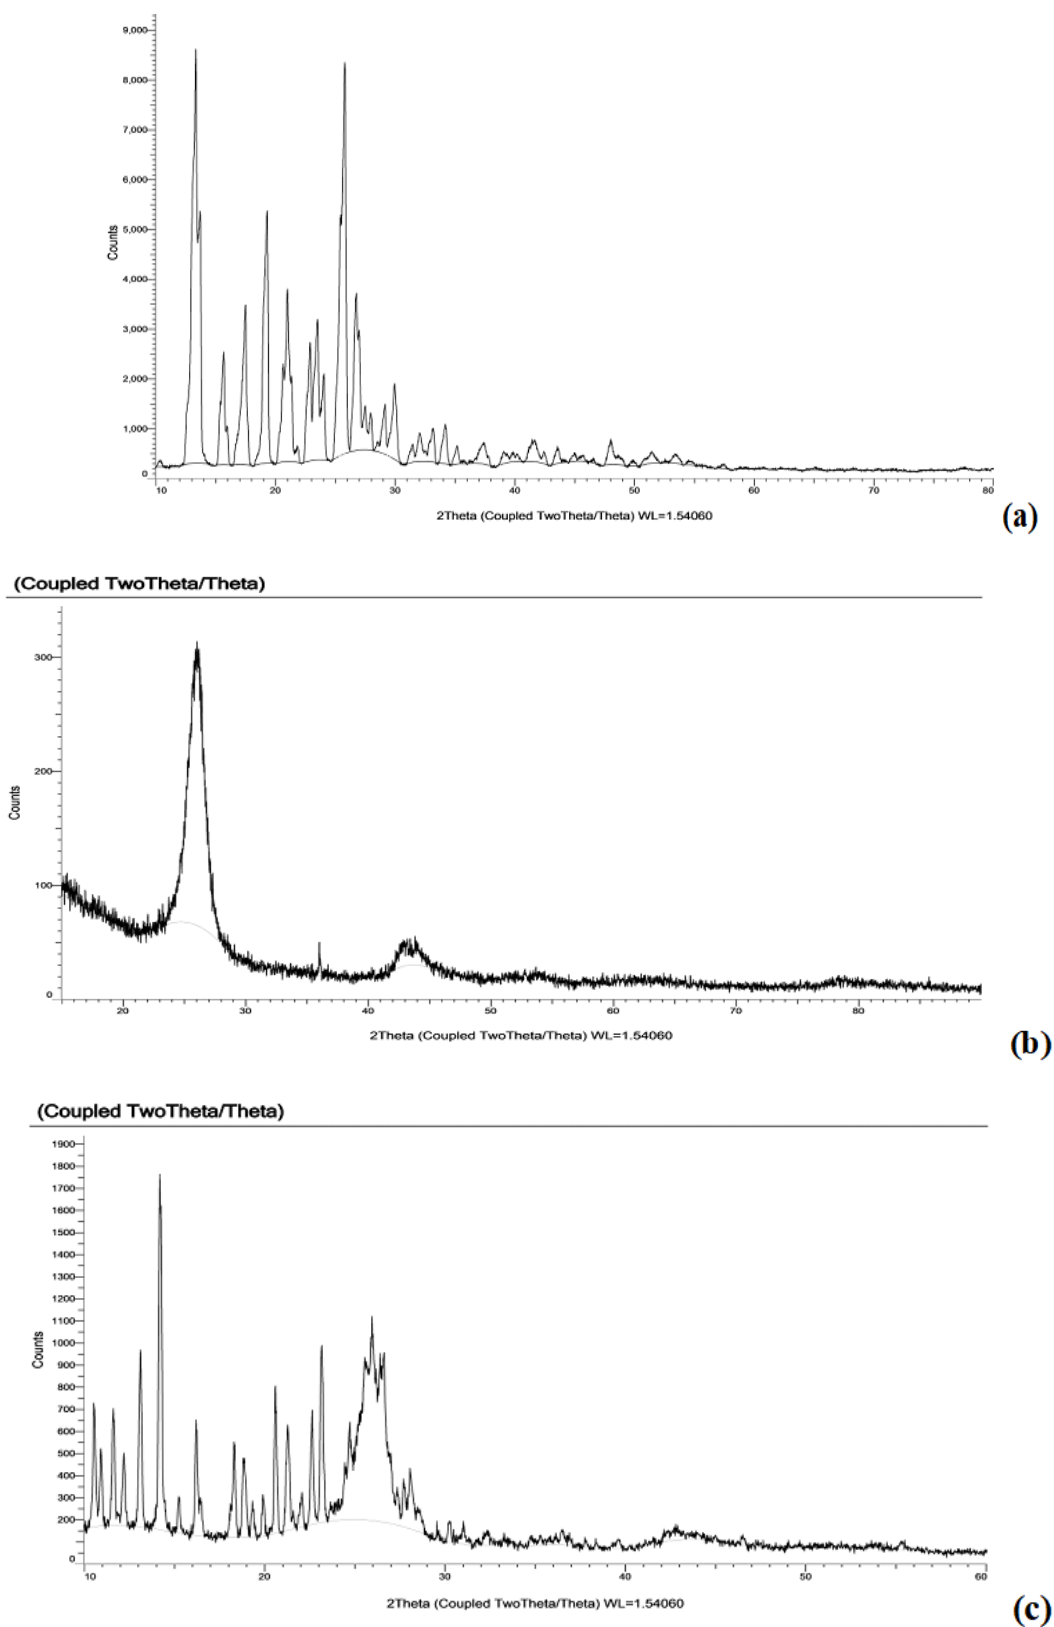 9,000
8,000
7,000
6,000
5,000
4,000
3,000
2,000
1,000
0
Counts
10 20 30 40 50 60 70 80
2Theta (Coupled TwoTheta/Theta) WL=1.54060
(a)
(Coupled TwoTheta/Theta)
300
200
100
0
Counts
20 30 40 50 60 70 80
2Theta (Coupled TwoTheta/Theta) WL=1.54060
(b)
(Coupled TwoTheta/Theta)
1900
1800
1700
1600
1500
1400
1300
1200
1100
1000
900
800
700
600
500
400
300
200
0
Counts
10 20 30 40 50 60
2Theta (Coupled TwoTheta/Theta) WL=1.54060
(c)